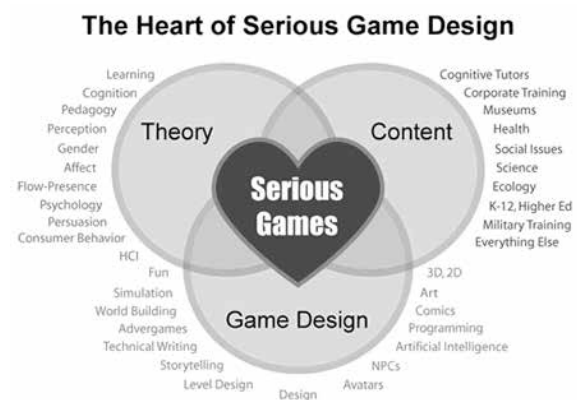 The Heart of Serious Game Design
Learning
Cognition
Pedagogy
Perception
Gender
Affect
Flow-Presence
Psychology
Persuasion
Consumer Behavior
HCI
Fun
Simulation
World Building
Advergames
Technical Writing
Storytelling
Level Design
Design
Theory
Content
Serious
Games
Game Design
Cognitive Tutors
Corporate Training
Museums
Health
Social Issues
Science
Ecology
K-12, Higher Ed
Military Training
Everything Else
3D, 2D
Art
Comics
Programming
Artificial Intelligence
NPCs
Avatars